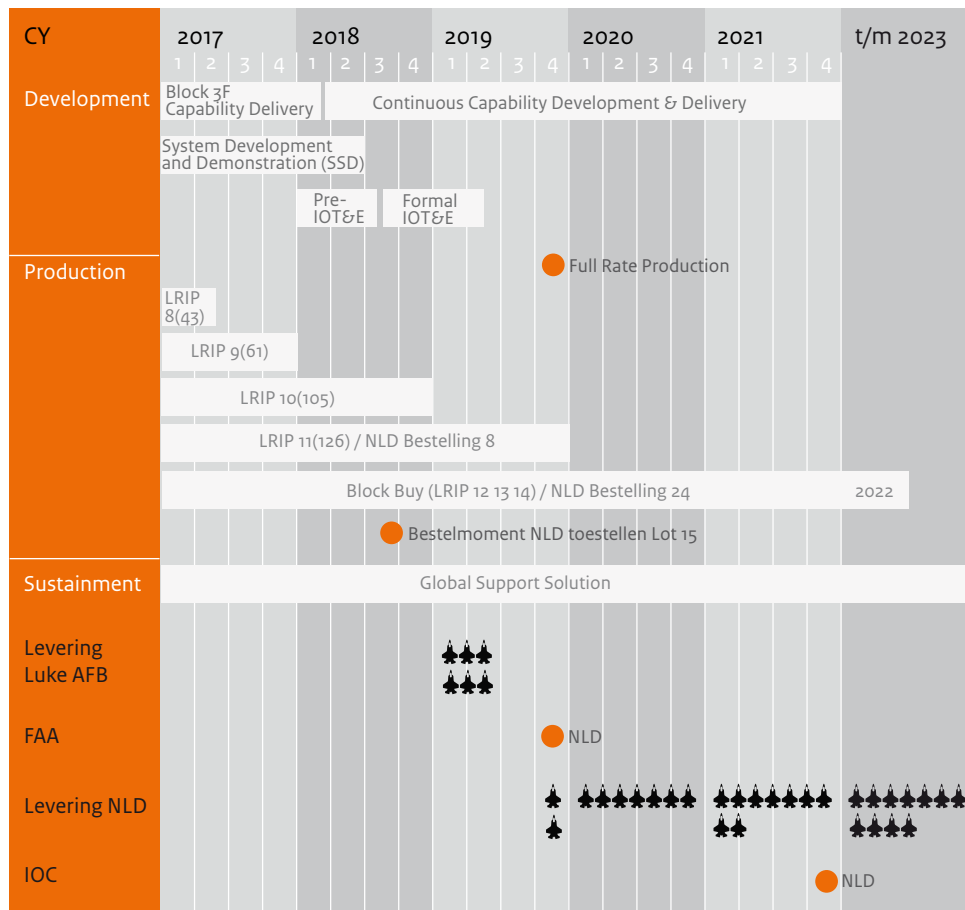 CY
2017
2018
2019
2020
2021
t/m 2023
1 2 3 4 1 2 3 4 1 2 3 4 1 2 3 4 1 2 3 4
Development
Block 3F
Capability Delivery
Continuous Capability Development & Delivery
System Development
and Demonstration (SSD)
Pre-
IOT&E
Formal
IOT&E
Production
Full Rate Production
LRIP
8(43)
LRIP 9(61)
LRIP 10(105)
LRIP 11(126) / NLD Bestelling 8
Block Buy (LRIP 12 13 14) / NLD Bestelling 24
2022
Bestelmoment NLD toestellen Lot 15
Sustainment
Global Support Solution
Levering
Luke AFB
FAA
NLD
Levering NLD
IOC
NLD